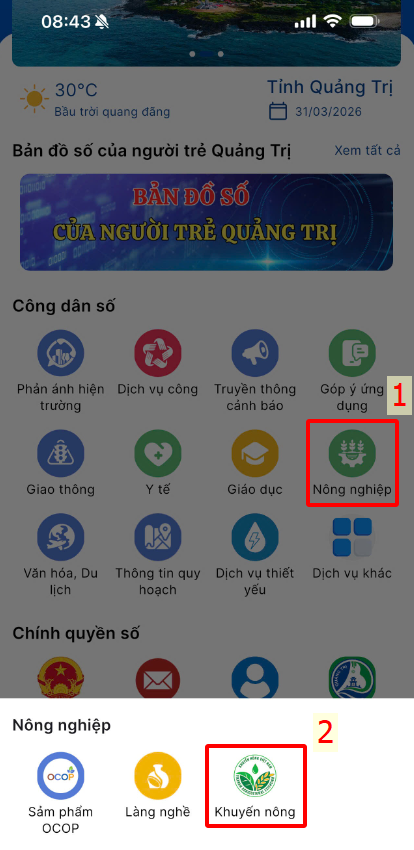 08:43
30°C
Bầu trời quang đãng
Tỉnh Quảng Trị
31/03/2026
Bản đồ số của người trẻ Quảng Trị
Xem tất cả
BẢN ĐỒ SỐ
CỦA NGƯỜI TRẺ QUẢNG TRỊ
Công dân số
Phản ánh hiện
trường
Dịch vụ công
Truyền thông
cảnh báo
Góp ý ứng
dụng
1
Giao thông
Y tế
Giáo dục
Nông nghiệp
Văn hóa, Du
lịch
Thông tin quy
hoạch
Dịch vụ thiết
yếu
Dịch vụ khác
Chính quyền số
Nông nghiệp
2
OCOP
Sản phẩm
OCOP
Làng nghề
Khuyến nông